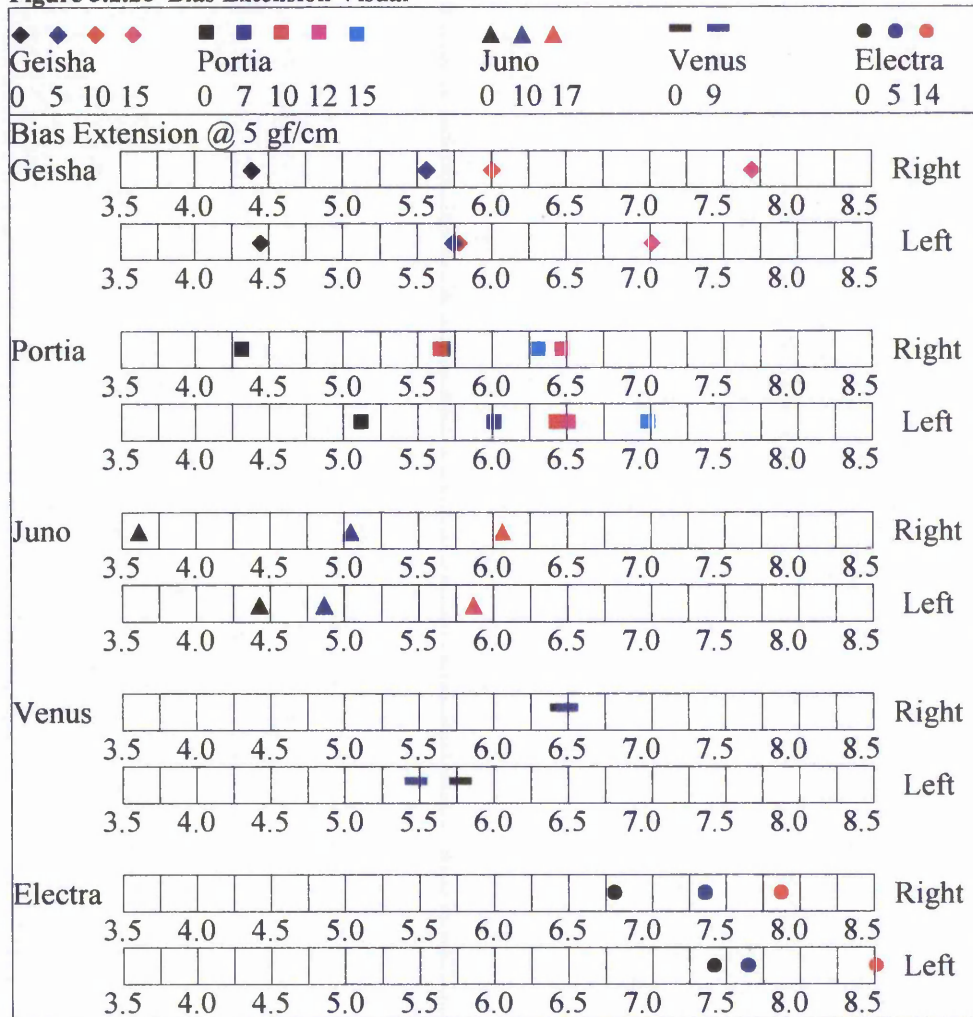 Figure 3.2.28 Bias Extension Visual
Geisha Portia Juno Venus Electra
0 5 10 15 0 7 10 12 15 0 10 17 0 9 0 5 14
Bias Extension @ 5 gf/cm
Geisha Right
3.5 4.0 4.5 5.0 5.5 6.0 6.5 7.0 7.5 8.0 8.5
Left
3.5 4.0 4.5 5.0 5.5 6.0 6.5 7.0 7.5 8.0 8.5
Portia Right
3.5 4.0 4.5 5.0 5.5 6.0 6.5 7.0 7.5 8.0 8.5
Left
3.5 4.0 4.5 5.0 5.5 6.0 6.5 7.0 7.5 8.0 8.5
Juno Right
3.5 4.0 4.5 5.0 5.5 6.0 6.5 7.0 7.5 8.0 8.5
Left
3.5 4.0 4.5 5.0 5.5 6.0 6.5 7.0 7.5 8.0 8.5
Venus Right
3.5 4.0 4.5 5.0 5.5 6.0 6.5 7.0 7.5 8.0 8.5
Left
3.5 4.0 4.5 5.0 5.5 6.0 6.5 7.0 7.5 8.0 8.5
Electra Right
3.5 4.0 4.5 5.0 5.5 6.0 6.5 7.0 7.5 8.0 8.5
Left
3.5 4.0 4.5 5.0 5.5 6.0 6.5 7.0 7.5 8.0 8.5